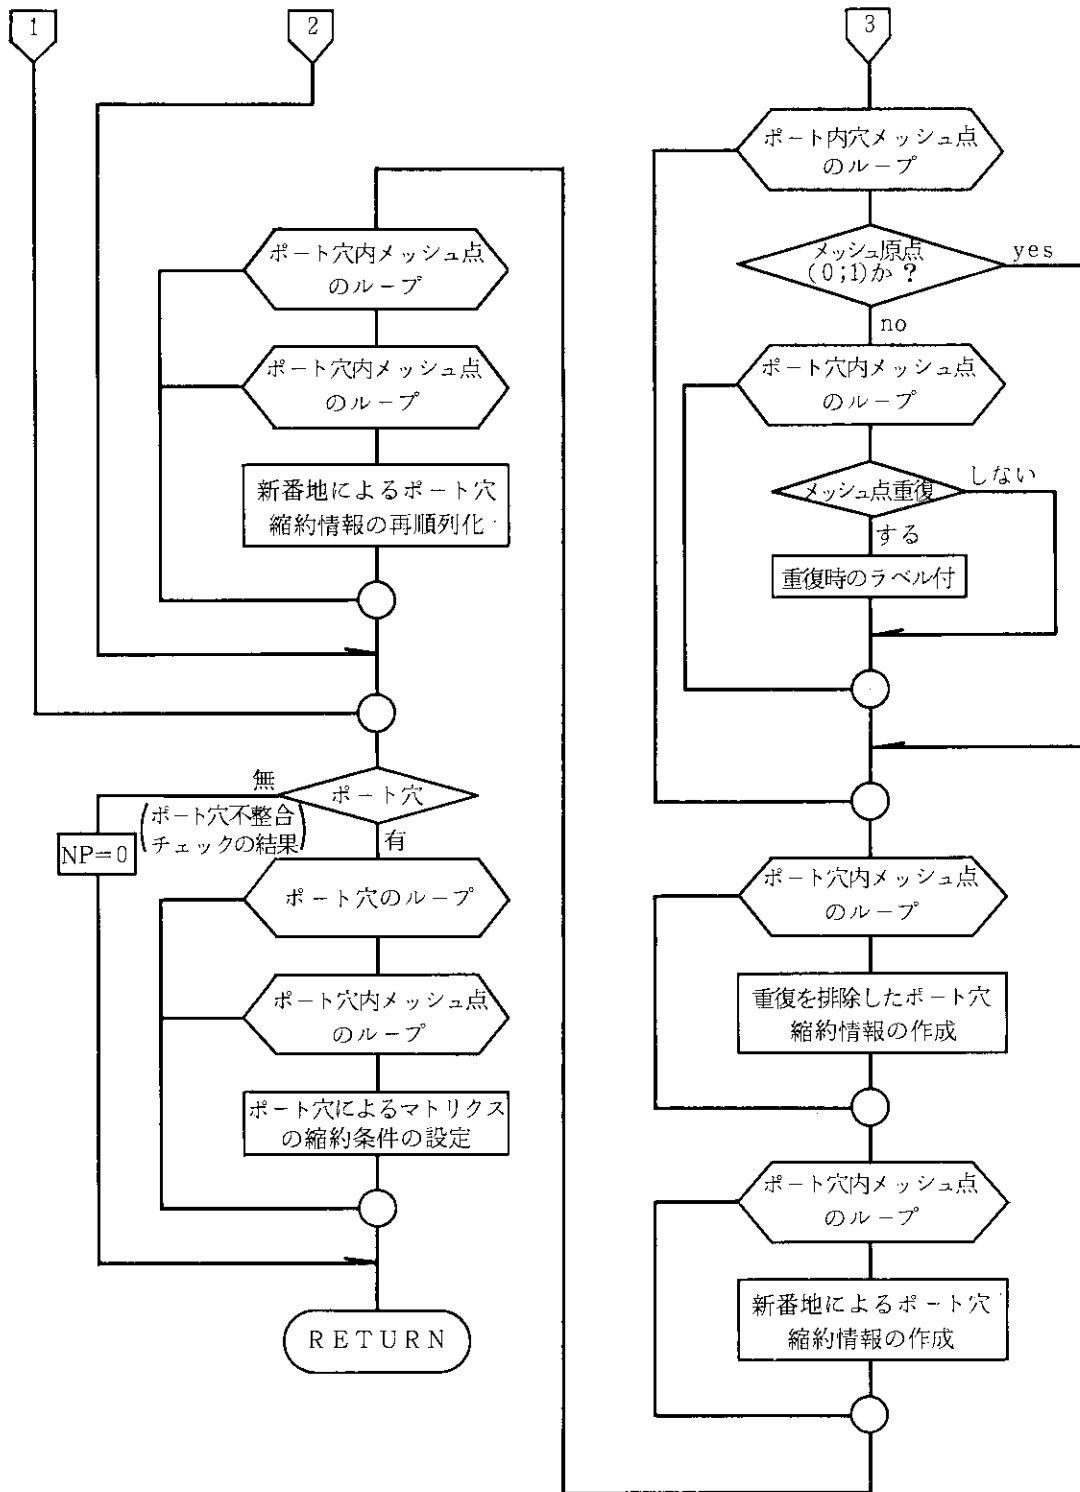 1
2
3
ポート穴内メッシュ点
のループ
ポート穴内メッシュ点
のループ
新番地によるポート穴
縮約情報の再順列化
無
ポート穴
(ポート穴不整合
チェックの結果)
有
NP=0
ポート穴のループ
ポート穴内メッシュ点
のループ
ポート穴によるマトリクス
の縮約条件の設定
RETURN
ポート内穴メッシュ点
のループ
メッシュ原点
(0;1)か?
yes
no
ポート穴内メッシュ点
のループ
メッシュ点重復
しない
する
重復時のラベル付
ポート穴内メッシュ点
のループ
重復を排除したポート穴
縮約情報の作成
ポート穴内メッシュ点
のループ
新番地によるポート穴
縮約情報の作成